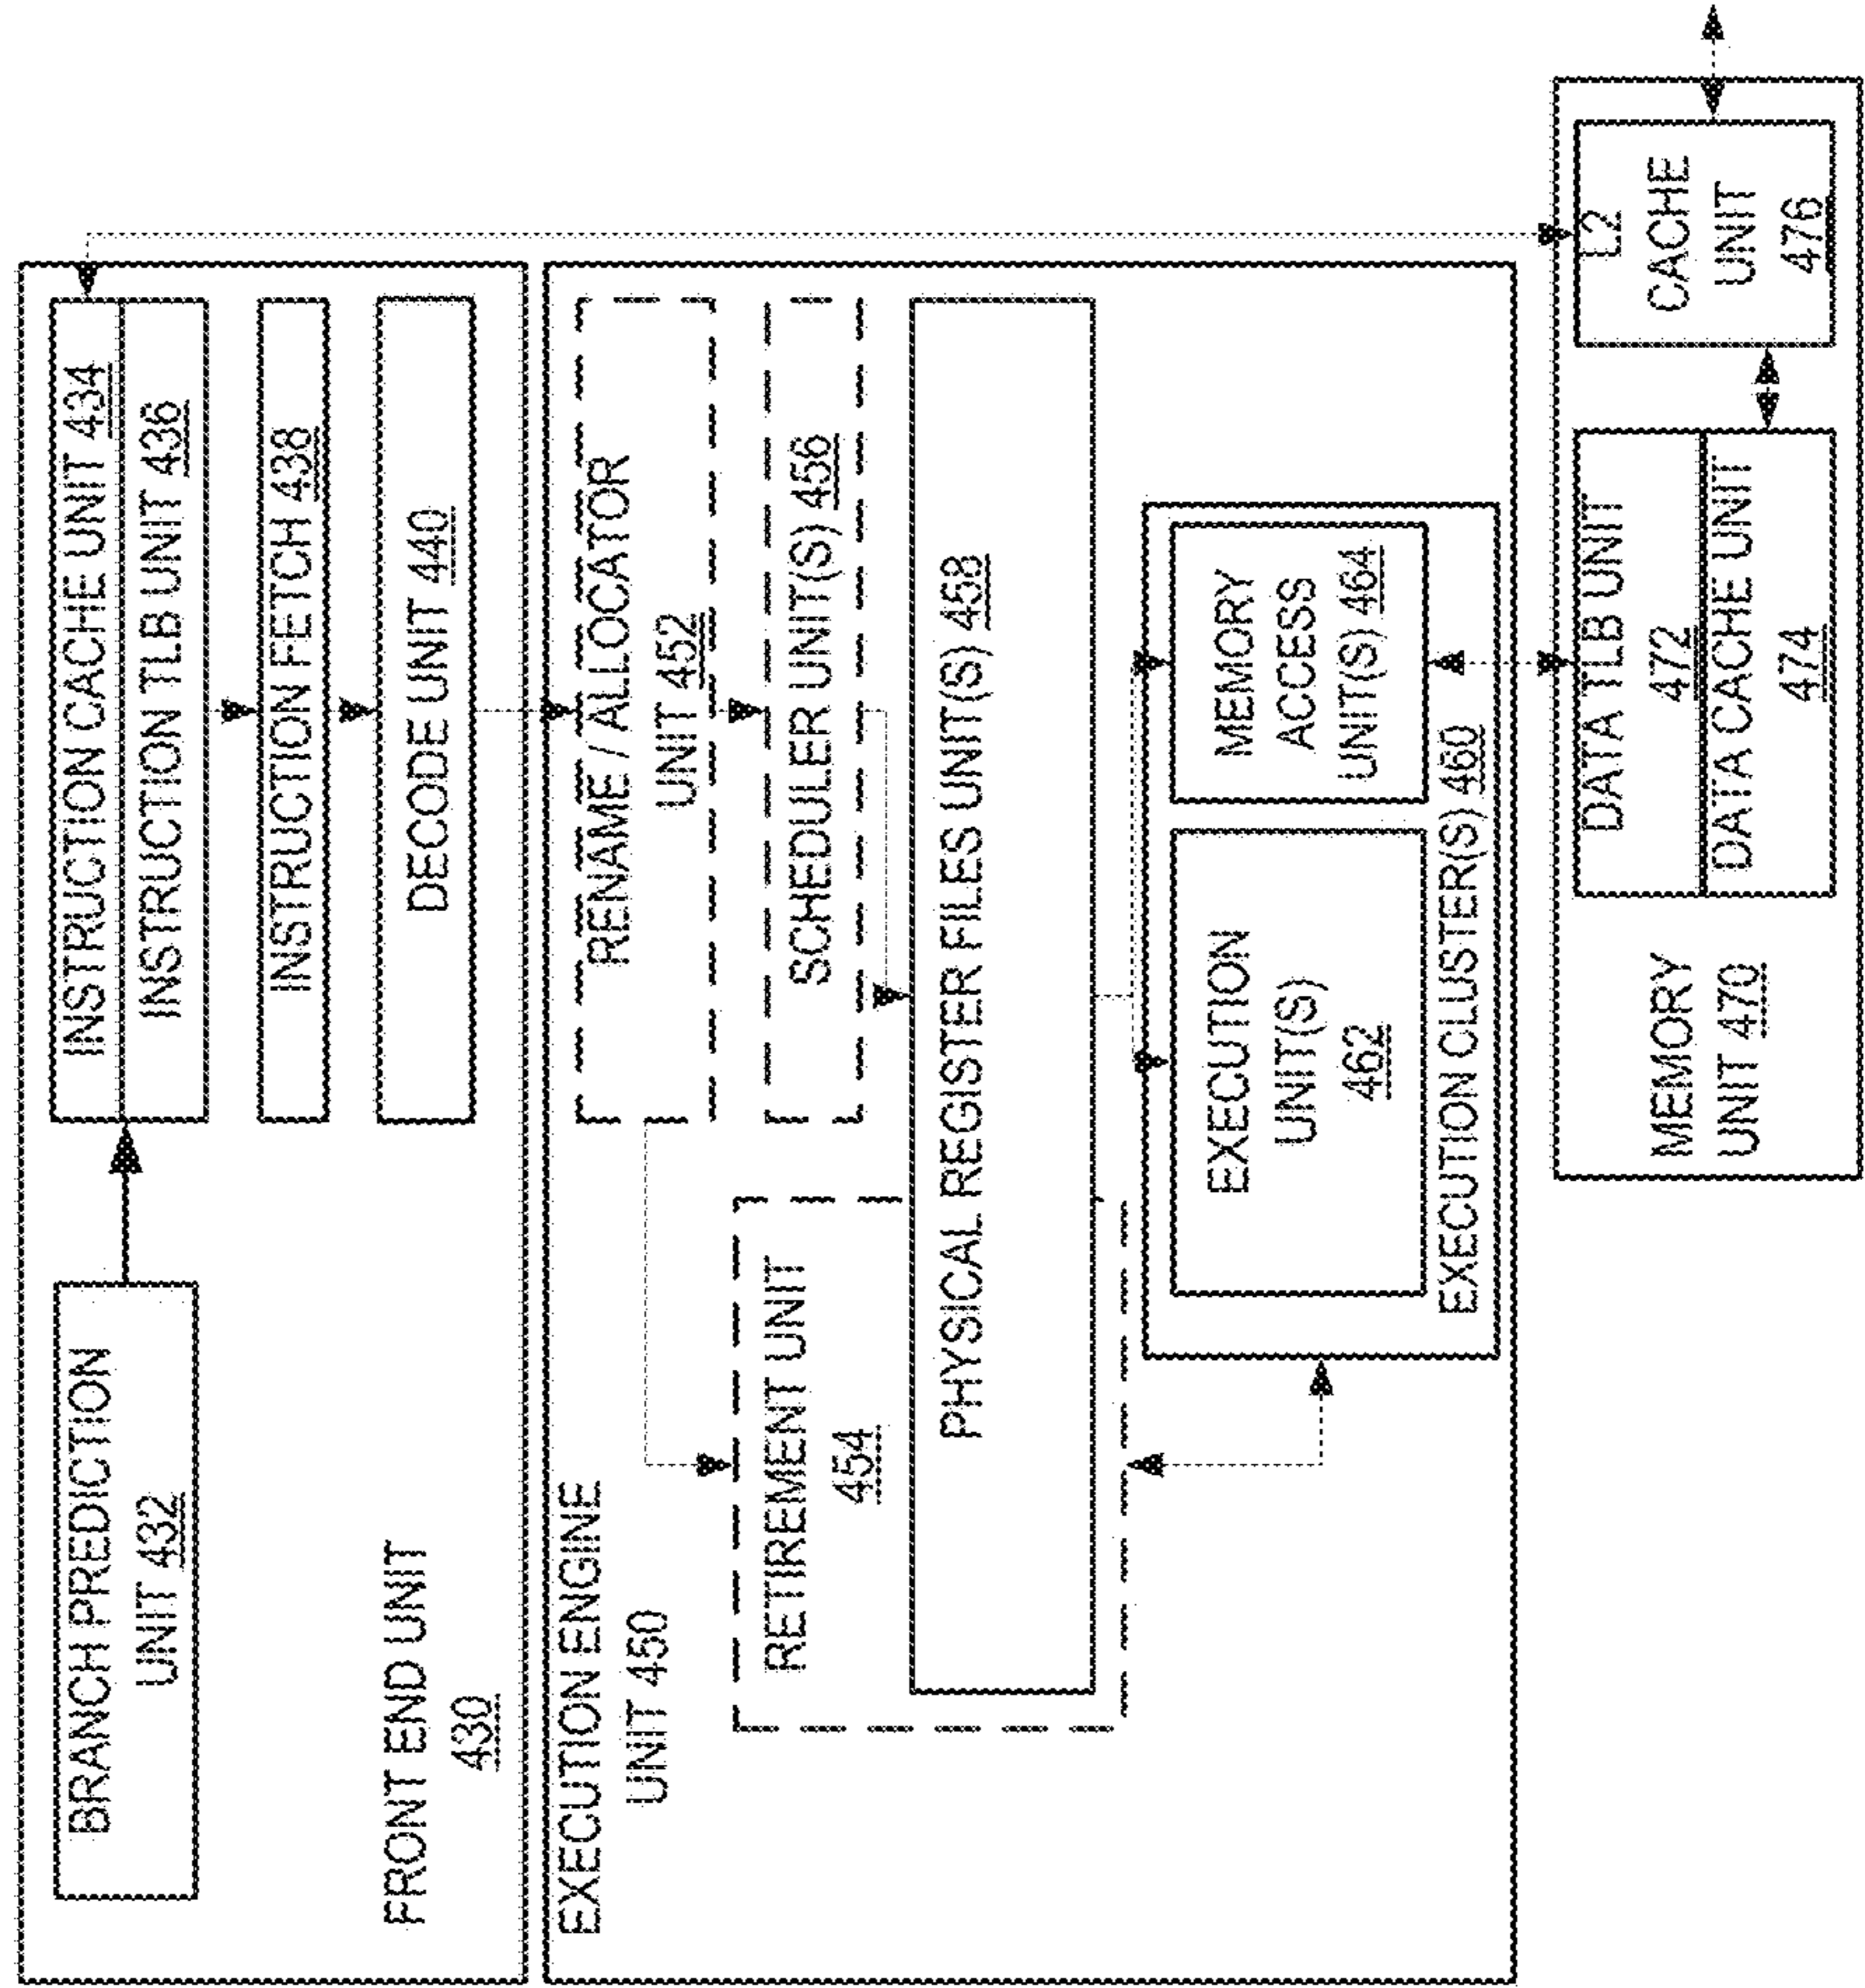 BRANCH PREDICTION
UNIT 432
INSTRUCTION CACHE UNIT 434
INSTRUCTION TLB UNIT 436
INSTRUCTION FETCH 438
DECODE UNIT 440
FRONT END UNIT
430
EXECUTION ENGINE
UNIT 450
RENAME / ALLOCATOR
UNIT 452
RETIREMENT UNIT
454
SCHEDULER UNIT(S) 456
PHYSICAL REGISTER FILES UNIT(S) 458
EXECUTION
UNIT(S)
462
MEMORY
ACCESS
UNIT(S) 464
EXECUTION CLUSTER(S) 460
MEMORY
UNIT 470
DATA TLB UNIT
472
DATA CACHE UNIT
474
L2
CACHE
UNIT
476